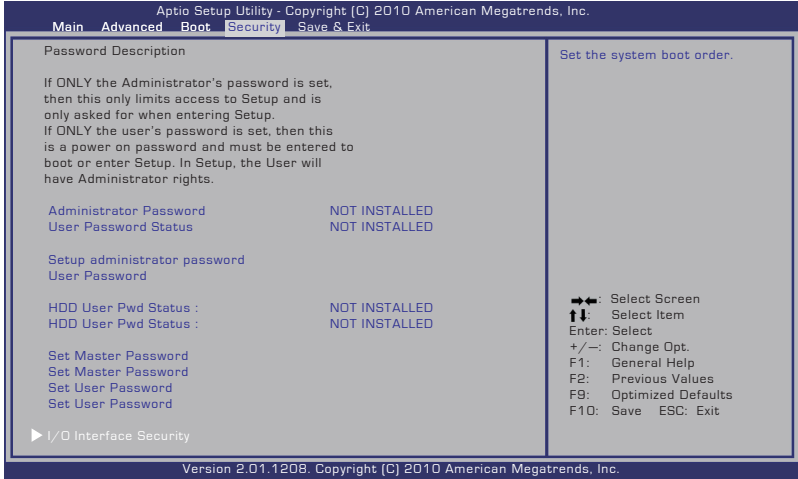 Aptio Setup Utility - Copyright (C) 2010 American Megatrends, Inc.
Main Advanced Boot Security Save & Exit
Password Description
If ONLY the Administrator's password is set,
then this only limits access to Setup and is
only asked for when entering Setup.
If ONLY the user's password is set, then this
is a power on password and must be entered to
boot or enter Setup. In Setup, the User will
have Administrator rights.
Administrator Password NOT INSTALLED
User Password Status NOT INSTALLED
Setup administrator password
User Password
HDD User Pwd Status : NOT INSTALLED
HDD User Pwd Status : NOT INSTALLED
Set Master Password
Set Master Password
Set User Password
Set User Password
I/O Interface Security
Set the system boot order.
→←: Select Screen
↑↓: Select Item
Enter: Select
+/—: Change Opt.
F1: General Help
F2: Previous Values
F9: Optimized Defaults
F10: Save ESC: Exit
Version 2.01.1208. Copyright (C) 2010 American Megatrends, Inc.